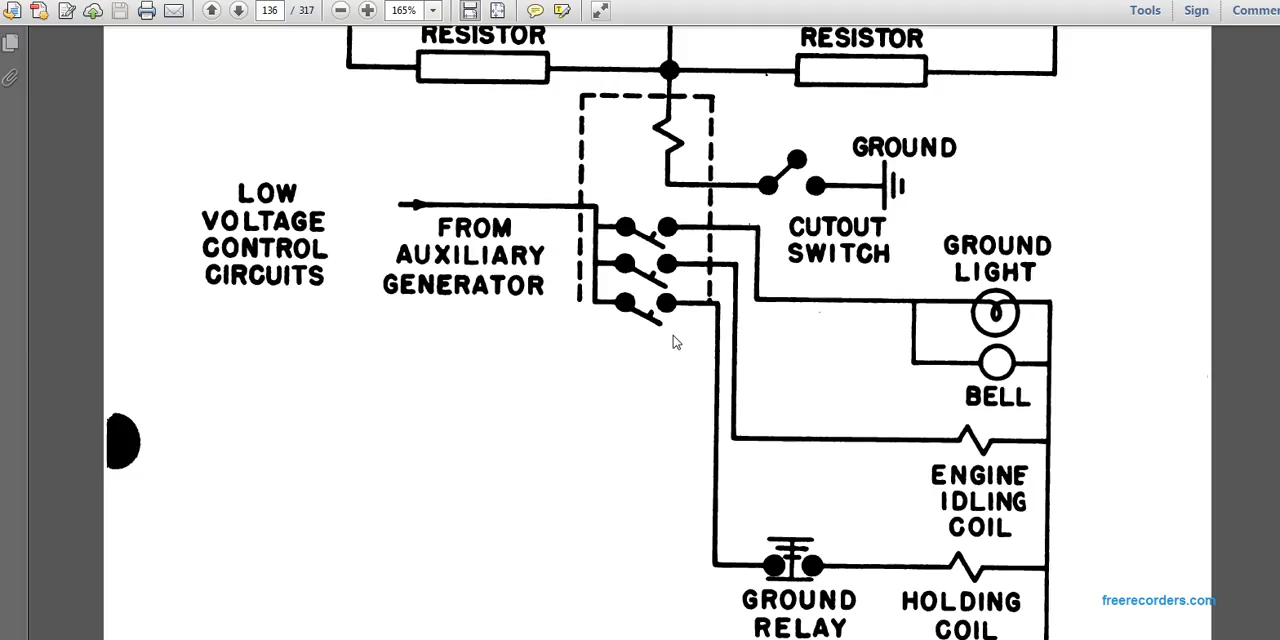 136 / 317
165%
Tools
Sign
Commen
RESISTOR
RESISTOR
GROUND
LOW
VOLTAGE
CONTROL
CIRCUITS
FROM
AUXILIARY
GENERATOR
CUTOUT
SWITCH
GROUND
LIGHT
BELL
ENGINE
IDLING
COIL
GROUND
RELAY
HOLDING
COIL
freerecorders.com